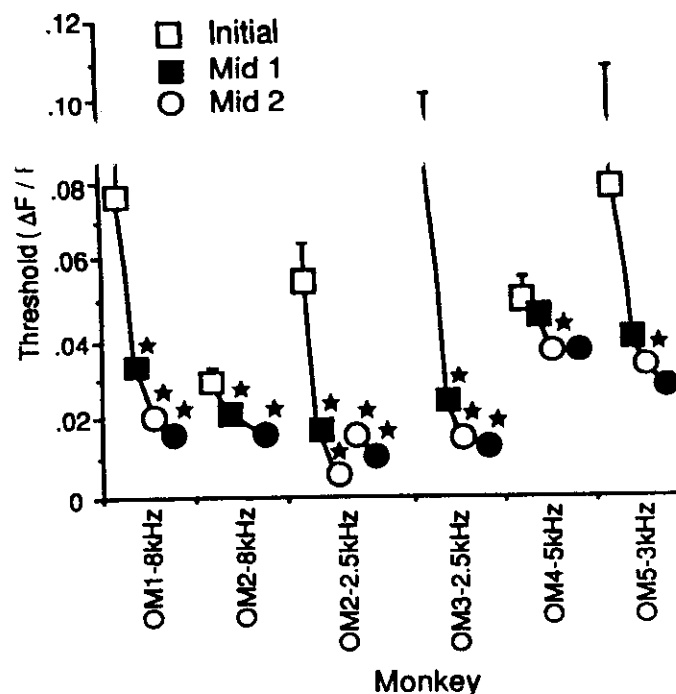 .12
.10
.08
.06
.04
.02
0
Initial
Mid 1
Mid 2
Threshold ( ΔF /
OM1-8kHz
OM2-8kHz
OM2-2.5kHz
OM3-2.5kHz
OM4-5kHz
OM5-3kHz
Monkey